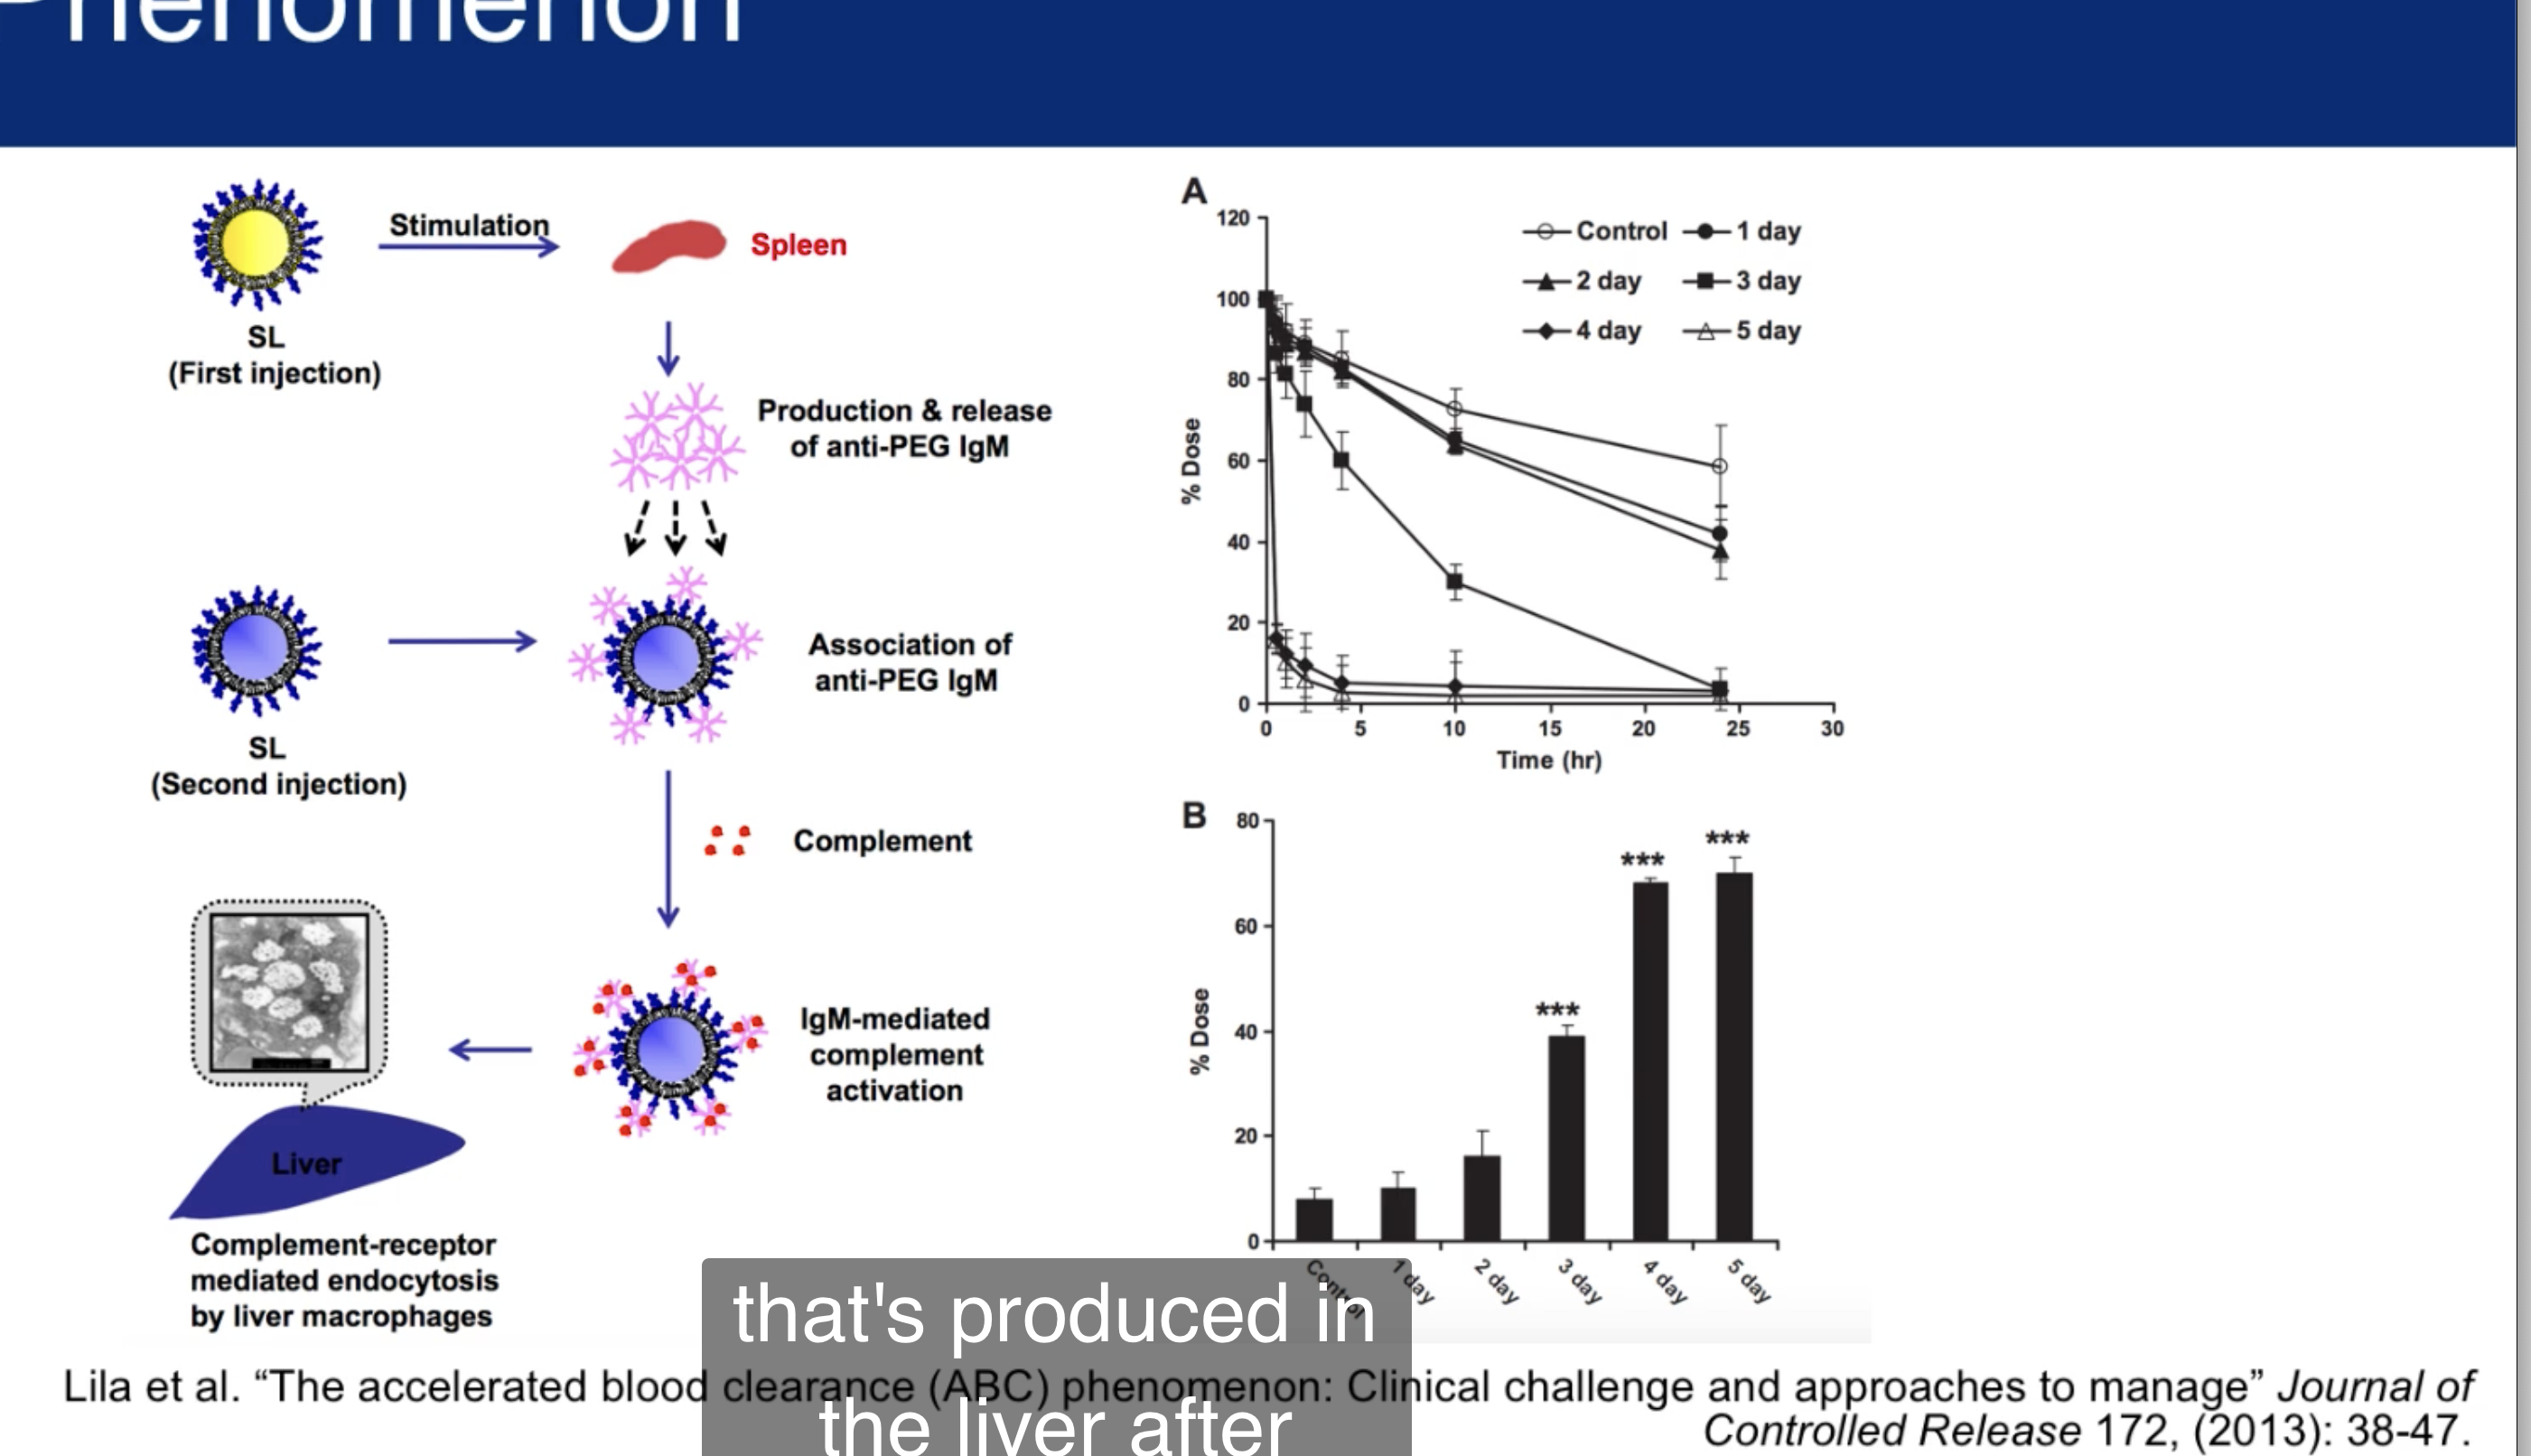 Phenomenon
Stimulation
Spleen
SL
(First injection)
Production & release
of anti-PEG IgM
SL
(Second injection)
Association of
anti-PEG IgM
Complement
IgM-mediated
complement
activation
Liver
Complement-receptor
mediated endocytosis
by liver macrophages
A
120
100
80
60
40
20
0
% Dose
Control
1 day
2 day
3 day
4 day
5 day
0 5 10 15 20 25 30
Time (hr)
B
80
60
40
20
0
% Dose
***
***
***
Control 1 day 2 day 3 day 4 day 5 day
that's produced in
the liver after
Lila et al. “The accelerated blood clearance (ABC) phenomenon: Clinical challenge and approaches to manage” Journal of
Controlled Release 172, (2013): 38-47.